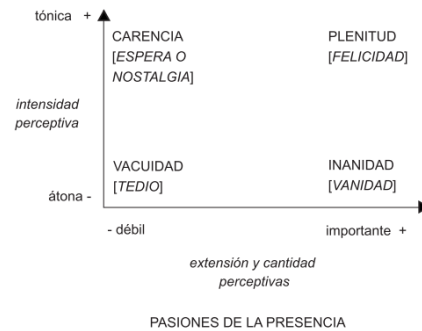 tónica +
CARENCIA
[ESPERA O
NOSTALGIA]
PLENITUD
[FELICIDAD]
intensidad
perceptiva
VACUIDAD
[TEDIO]
INANIDAD
[VANIDAD]
átona -
- débil
importante +
extensión y cantidad
perceptivas
PASIONES DE LA PRESENCIA